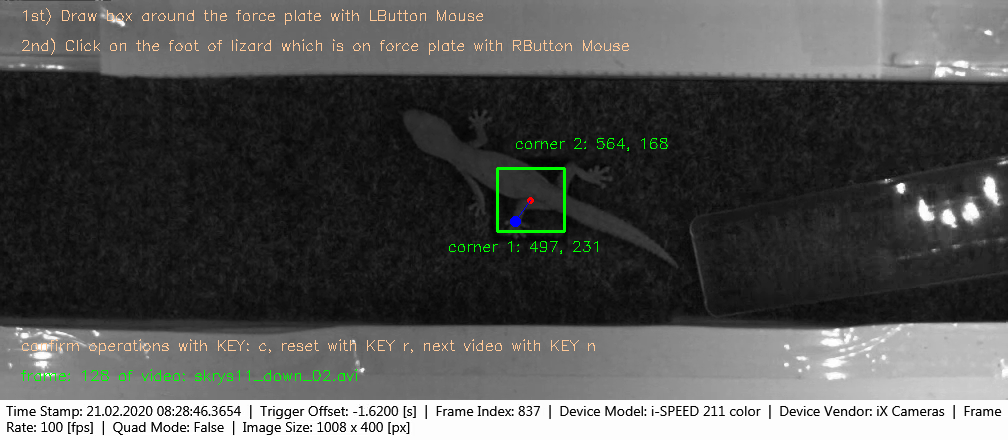 1st) Draw box around the force plate with LButton Mouse
2nd) Click on the foot of lizard which is on force plate with RButton Mouse
corner 2: 564, 168
corner 1: 497, 231
confirm operations with KEY: c, reset with KEY r, next video with KEY n
frame: 128 of video: skrys11_down_02.avi
Time Stamp: 21.02.2020 08:28:46.3654 | Trigger Offset: -1.6200 [s] | Frame Index: 837 | Device Model: i-SPEED 211 color | Device Vendor: iX Cameras | Frame
Rate: 100 [fps] | Quad Mode: False | Image Size: 1008 x 400 [px]